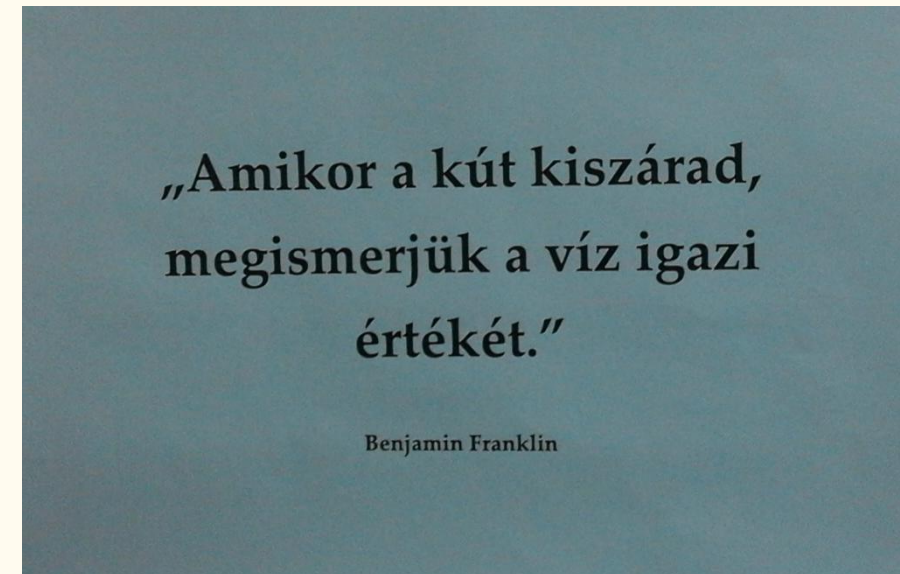 „Amikor a kút kiszárad,
megismerjük a víz igazi
értékét.”
Benjamin Franklin